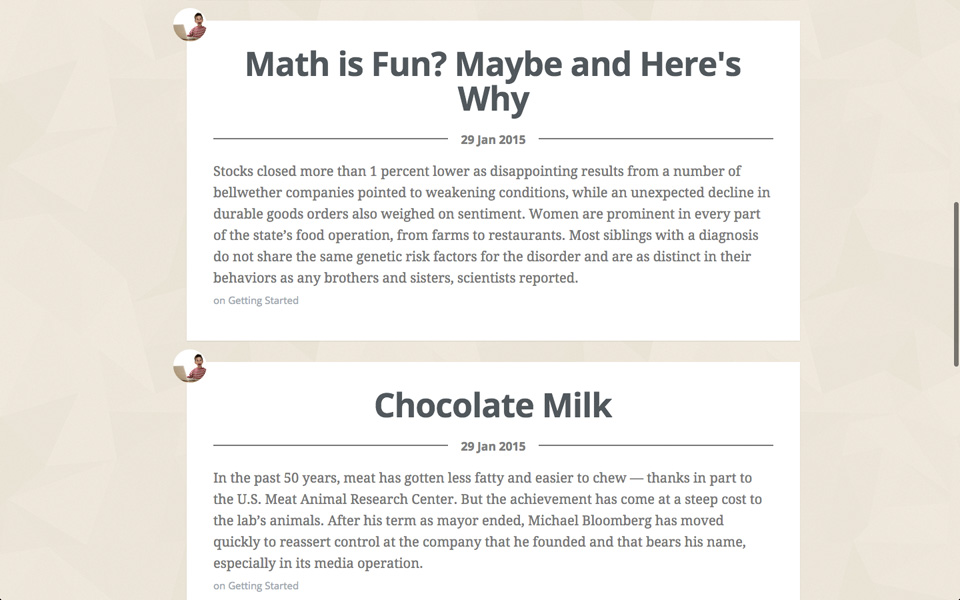 Math is Fun? Maybe and Here's
Why
29 Jan 2015
Stocks closed more than 1 percent lower as disappointing results from a number of
bellwether companies pointed to weakening conditions, while an unexpected decline in
durable goods orders also weighed on sentiment. Women are prominent in every part
of the state’s food operation, from farms to restaurants. Most siblings with a diagnosis
do not share the same genetic risk factors for the disorder and are as distinct in their
behaviors as any brothers and sisters, scientists reported.
on Getting Started
Chocolate Milk
29 Jan 2015
In the past 50 years, meat has gotten less fatty and easier to chew — thanks in part to
the U.S. Meat Animal Research Center. But the achievement has come at a steep cost to
the lab’s animals. After his term as mayor ended, Michael Bloomberg has moved
quickly to reassert control at the company that he founded and that bears his name,
especially in its media operation.
on Getting Started